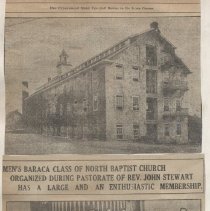 MEN'S BARACA CLASS OF NORTH BAPTIST CHURCH
ORGANIZED DURING PASTORATE OF REV. JOHN STEWART
HAS A LARGE AND AN ENTHUSIASTIC MEMBERSHIP.